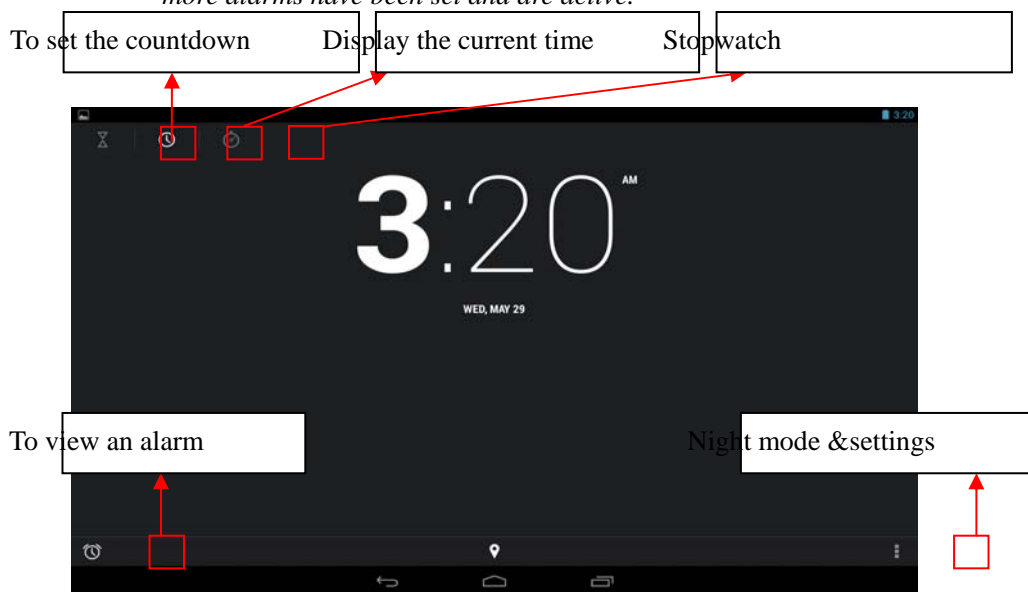 more alarms have been set and are active.
To set the countdown
Display the current time
Stopwatch
3:20
3:20 AM
WED, MAY 29
To view an alarm
Night mode &settings